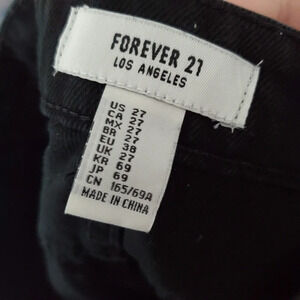 FOREVER 21
LOS ANGELES
US 27
CA 27
MX 27
BR 27
EU 38
UK 27
KR 69
JP 69
CN 165/69A
MADE IN CHINA